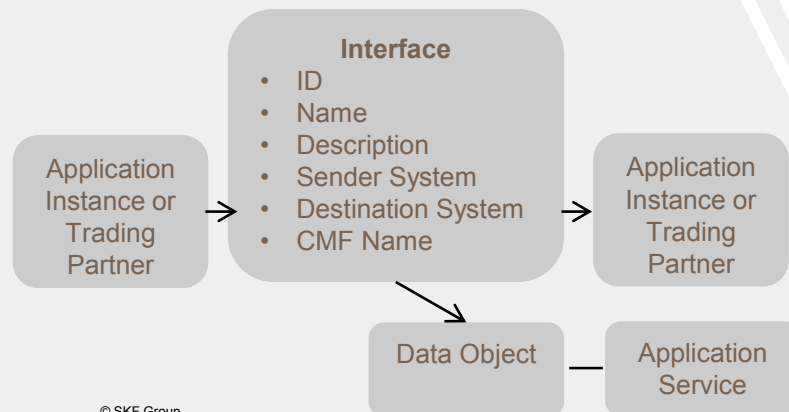 Interface
• ID
• Name
• Description
• Sender System
• Destination System
• CMF Name
Application
Instance or
Trading
Partner
Application
Instance or
Trading
Partner
Data Object
Application
Service
© SKF Group